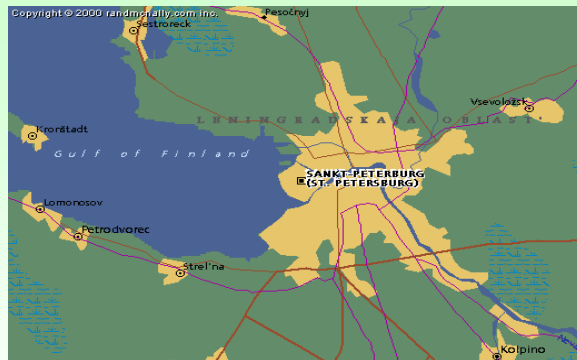 Copyright © 2000 randmcnally.com inc.
Pesočnyj
Sestroreck
Vsevoložsk
LENINGRADSKAJA OBLAST'
Kronštadt
Gulf of Finland
SANKT-PETERBURG
(ST. PETERSBURG)
Lomonosov
Petrodvorec
Strel'na
Kolpino